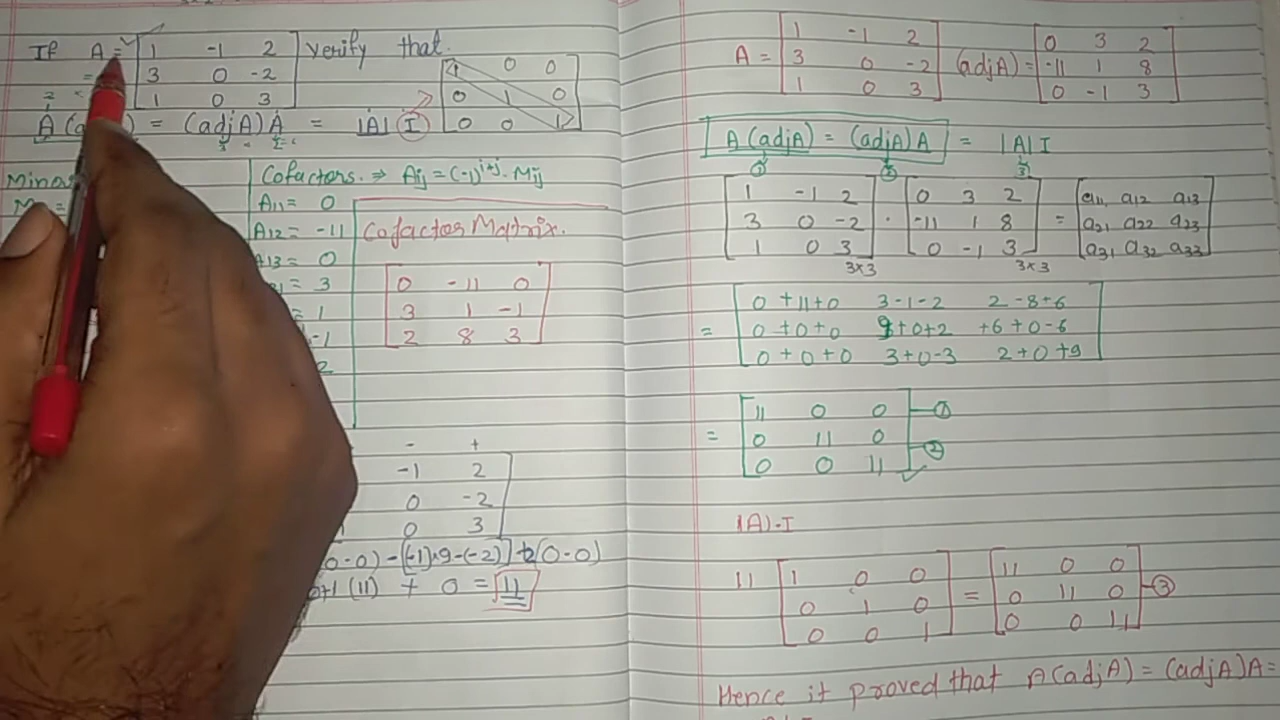 If A = [ 1 -1 2
3 0 -2
1 0 3 ] verify that.
[ 1 0 0
0 1 0
0 0 1 ]
A ( = (adjA) A = |A| I
Cofactors. ⇒ Aij = (-1)^i+j . Mij
A11 = 0
A12 = -11
A13 = 0
= 3
= 1
-1
2
Cofactor Matrix.
[ 0 -11 0
3 1 -1
2 8 3 ]
- +
-1 2
0 -2
0 3
(0-0) - [(-1) 9-(-2)] +2(0-0)
+1 (11) + 0 = 11
A = [ 1 -1 2
3 0 -2
1 0 3 ] (adjA) = [ 0 3 2
-11 1 8
0 -1 3 ]
A (adjA) = (adjA) A = |A| I
① ② ③
[ 1 -1 2
3 0 -2
1 0 3 ] 3x3 . [ 0 3 2
-11 1 8
0 -1 3 ] 3x3 = [ a11, a12 a13
a21 a22 a23
a31 a32 a33 ]
= [ 0+11+0 3-1-2 2-8+6
0+0+0 9+0+2 +6+0-6
0+0+0 3+0-3 2+0+9 ]
= [ 11 0 0
0 11 0
0 0 11 ] ① ②
|A|.I
11 [ 1 0 0
0 1 0
0 0 1 ] = [ 11 0 0
0 11 0
0 0 11 ] ③
Hence it proved that A(adjA) = (adjA)A =